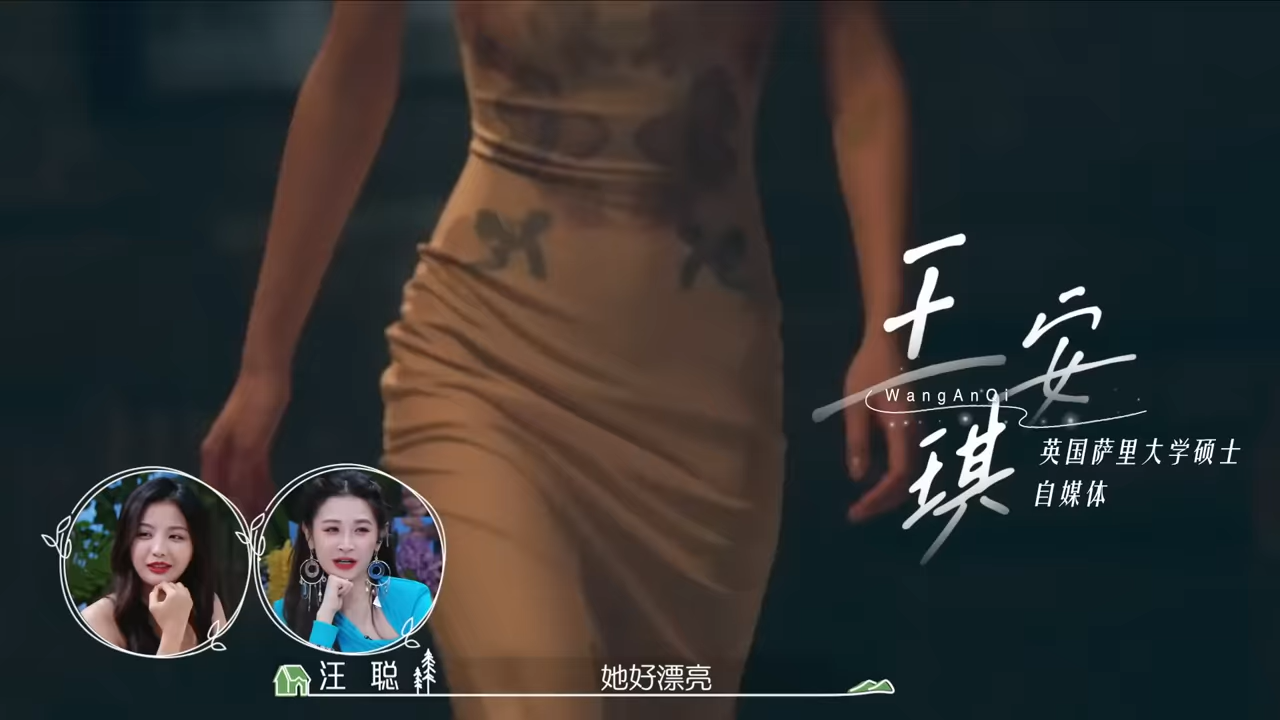 王安琪
WangAnQi
英国萨里大学硕士
自媒体
汪 聪
她好漂亮